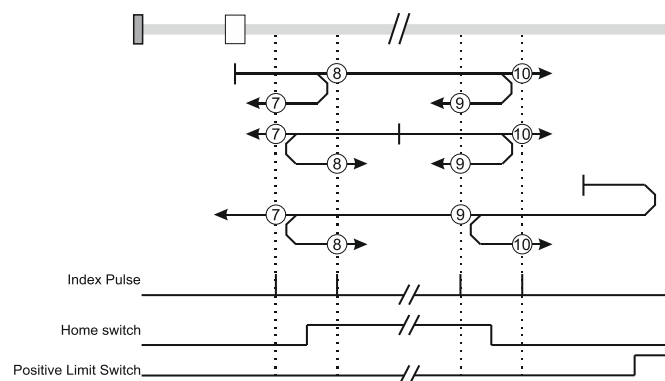 8 10
7 9
7 10
8 9
7 9
8 10
Index Pulse
Home switch
Positive Limit Switch